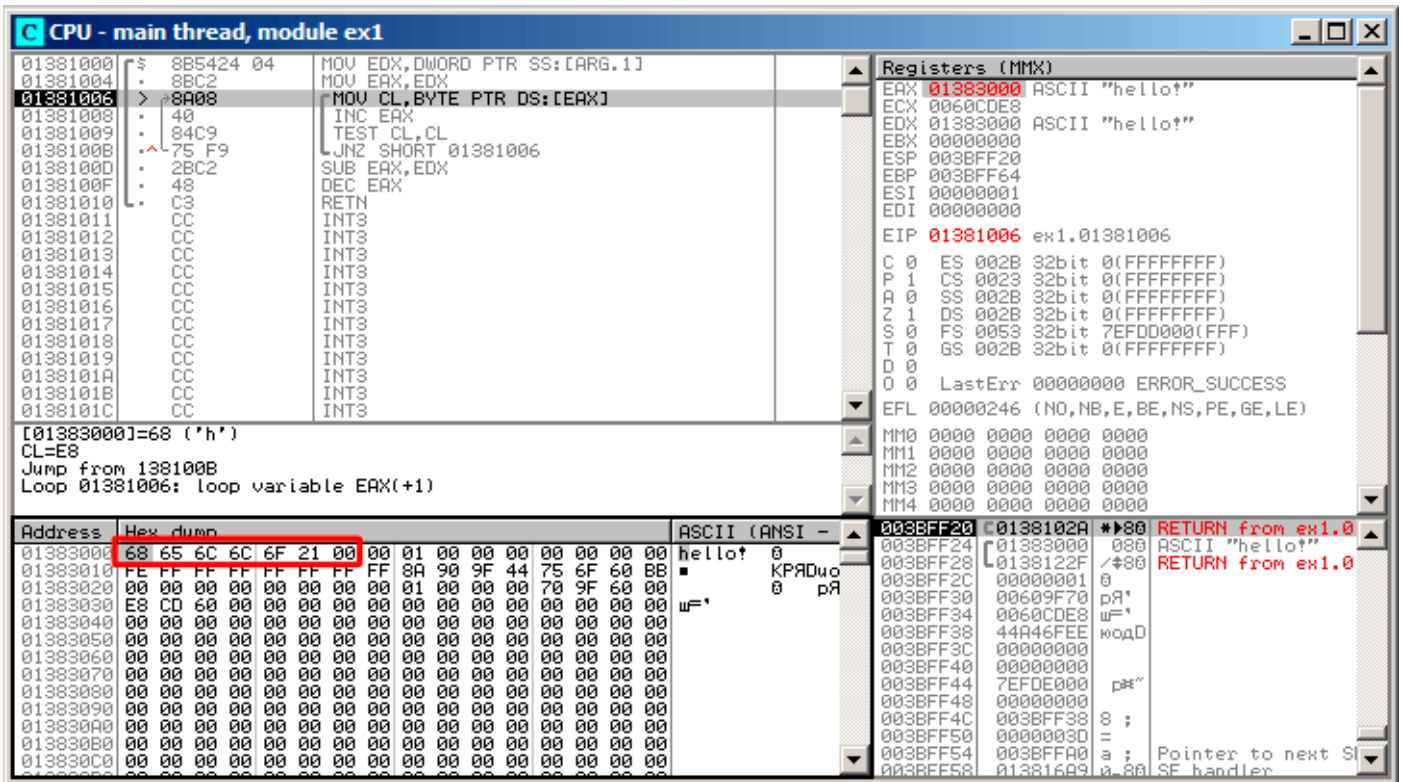 C CPU - main thread, module ex1
01381000 $ 8B5424 04 MOV EDX,DWORD PTR SS:[ARG.1]
01381004 . 8BC2 MOV EAX,EDX
01381006 > 8A08 MOV CL,BYTE PTR DS:[EAX]
01381008 . 40 INC EAX
01381009 . 84C9 TEST CL,CL
0138100B .^ 75 F9 JNZ SHORT 01381006
0138100D . 2BC2 SUB EAX,EDX
0138100F . 48 DEC EAX
01381010 . C3 RETN
01381011 CC INT3
01381012 CC INT3
01381013 CC INT3
01381014 CC INT3
01381015 CC INT3
01381016 CC INT3
01381017 CC INT3
01381018 CC INT3
01381019 CC INT3
0138101A CC INT3
0138101B CC INT3
0138101C CC INT3
[01383000]=68 ('h')
CL=E8
Jump from 138100B
Loop 01381006: loop variable EAX(+1)
Registers (MMX)
EAX 01383000 ASCII "hello!"
ECX 0060CDE8
EDX 01383000 ASCII "hello!"
EBX 00000000
ESP 003BFF20
EBP 003BFF64
ESI 00000001
EDI 00000000
EIP 01381006 ex1.01381006
C 0 ES 002B 32bit 0(FFFFFFFF)
P 1 CS 0023 32bit 0(FFFFFFFF)
A 0 SS 002B 32bit 0(FFFFFFFF)
Z 1 DS 002B 32bit 0(FFFFFFFF)
S 0 FS 0053 32bit 7EFDD000(FFF)
T 0 GS 002B 32bit 0(FFFFFFFF)
D 0
O 0 LastErr 00000000 ERROR_SUCCESS
EFL 00000246 (NO,NB,E,BE,NS,PE,GE,LE)
MM0 0000 0000 0000 0000
MM1 0000 0000 0000 0000
MM2 0000 0000 0000 0000
MM3 0000 0000 0000 0000
MM4 0000 0000 0000 0000
Address Hex dump ASCII (ANSI -
01383000 68 65 6C 6C 6F 21 00 00 01 00 00 00 00 00 00 00 hello! 0
01383010 FE FF FF FF FF FF FF FF 8A 90 9F 44 75 6F 60 BB ■ КРЯDuo
01383020 00 00 00 00 00 00 00 00 01 00 00 00 70 9F 60 00 0 pЯ
01383030 E8 CD 60 00 00 00 00 00 00 00 00 00 00 00 00 00 ш='
01383040 00 00 00 00 00 00 00 00 00 00 00 00 00 00 00 00
01383050 00 00 00 00 00 00 00 00 00 00 00 00 00 00 00 00
01383060 00 00 00 00 00 00 00 00 00 00 00 00 00 00 00 00
01383070 00 00 00 00 00 00 00 00 00 00 00 00 00 00 00 00
01383080 00 00 00 00 00 00 00 00 00 00 00 00 00 00 00 00
01383090 00 00 00 00 00 00 00 00 00 00 00 00 00 00 00 00
013830A0 00 00 00 00 00 00 00 00 00 00 00 00 00 00 00 00
013830B0 00 00 00 00 00 00 00 00 00 00 00 00 00 00 00 00
013830C0 00 00 00 00 00 00 00 00 00 00 00 00 00 00 00 00
003BFF20 0138102A RETURN from ex1.0
003BFF24 01383000 ASCII "hello!"
003BFF28 0138122F RETURN from ex1.0
003BFF2C 00000001 0
003BFF30 00609F70 pЯ'
003BFF34 0060CDE8 ш='
003BFF38 44A46FEE юoдD
003BFF3C 00000000
003BFF40 00000000
003BFF44 7EFDE000
003BFF48 00000000
003BFF4C 003BFF38 8 ;
003BFF50 0000003D =
003BFF54 003BFFA0 a ; Pointer to next S
003BFF58 013816A9 SE handler